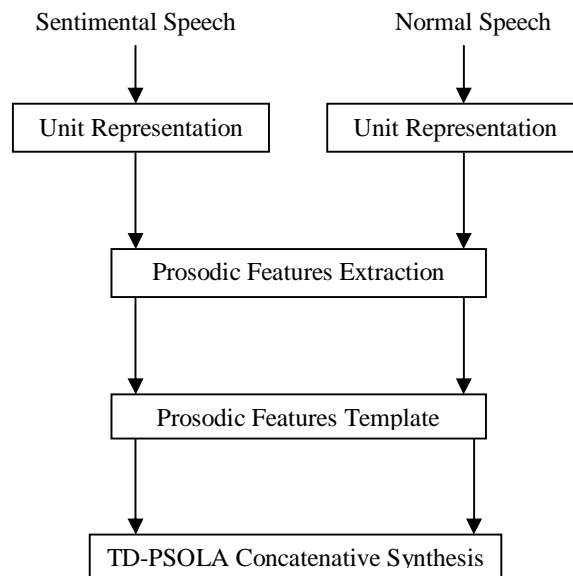 Sentimental Speech
Normal Speech
Unit Representation
Unit Representation
Prosodic Features Extraction
Prosodic Features Template
TD-PSOLA Concatenative Synthesis